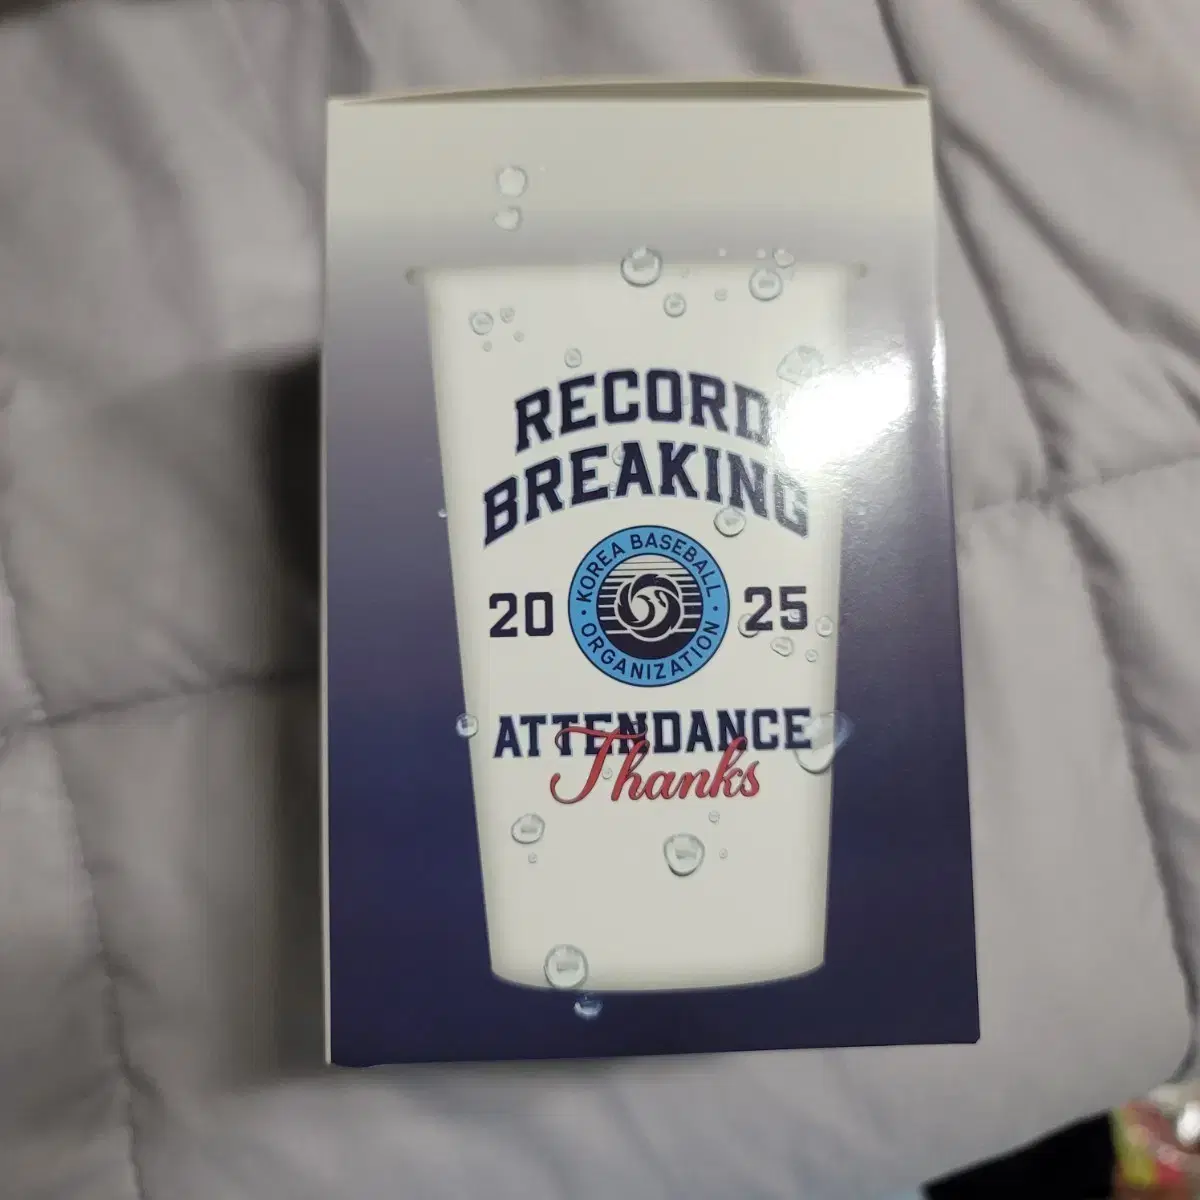 RECORD
BREAKING
20 25
· KOREA BASEBALL ·
ORGANIZATION
ATTENDANCE
Thanks